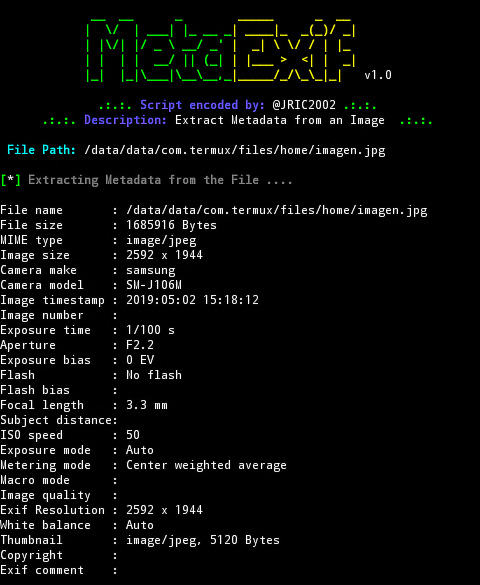 MetaExif v1.0
.:.:. Script encoded by: @JRIC2002 .:.:.
.:.:. Description: Extract Metadata from an Image .:.:.
File Path: /data/data/com.termux/files/home/imagen.jpg
[*] Extracting Metadata from the File ....
File name : /data/data/com.termux/files/home/imagen.jpg
File size : 1685916 Bytes
MIME type : image/jpeg
Image size : 2592 x 1944
Camera make : samsung
Camera model : SM-J106M
Image timestamp : 2019:05:02 15:18:12
Image number :
Exposure time : 1/100 s
Aperture : F2.2
Exposure bias : 0 EV
Flash : No flash
Flash bias :
Focal length : 3.3 mm
Subject distance:
ISO speed : 50
Exposure mode : Auto
Metering mode : Center weighted average
Macro mode :
Image quality :
Exif Resolution : 2592 x 1944
White balance : Auto
Thumbnail : image/jpeg, 5120 Bytes
Copyright :
Exif comment :